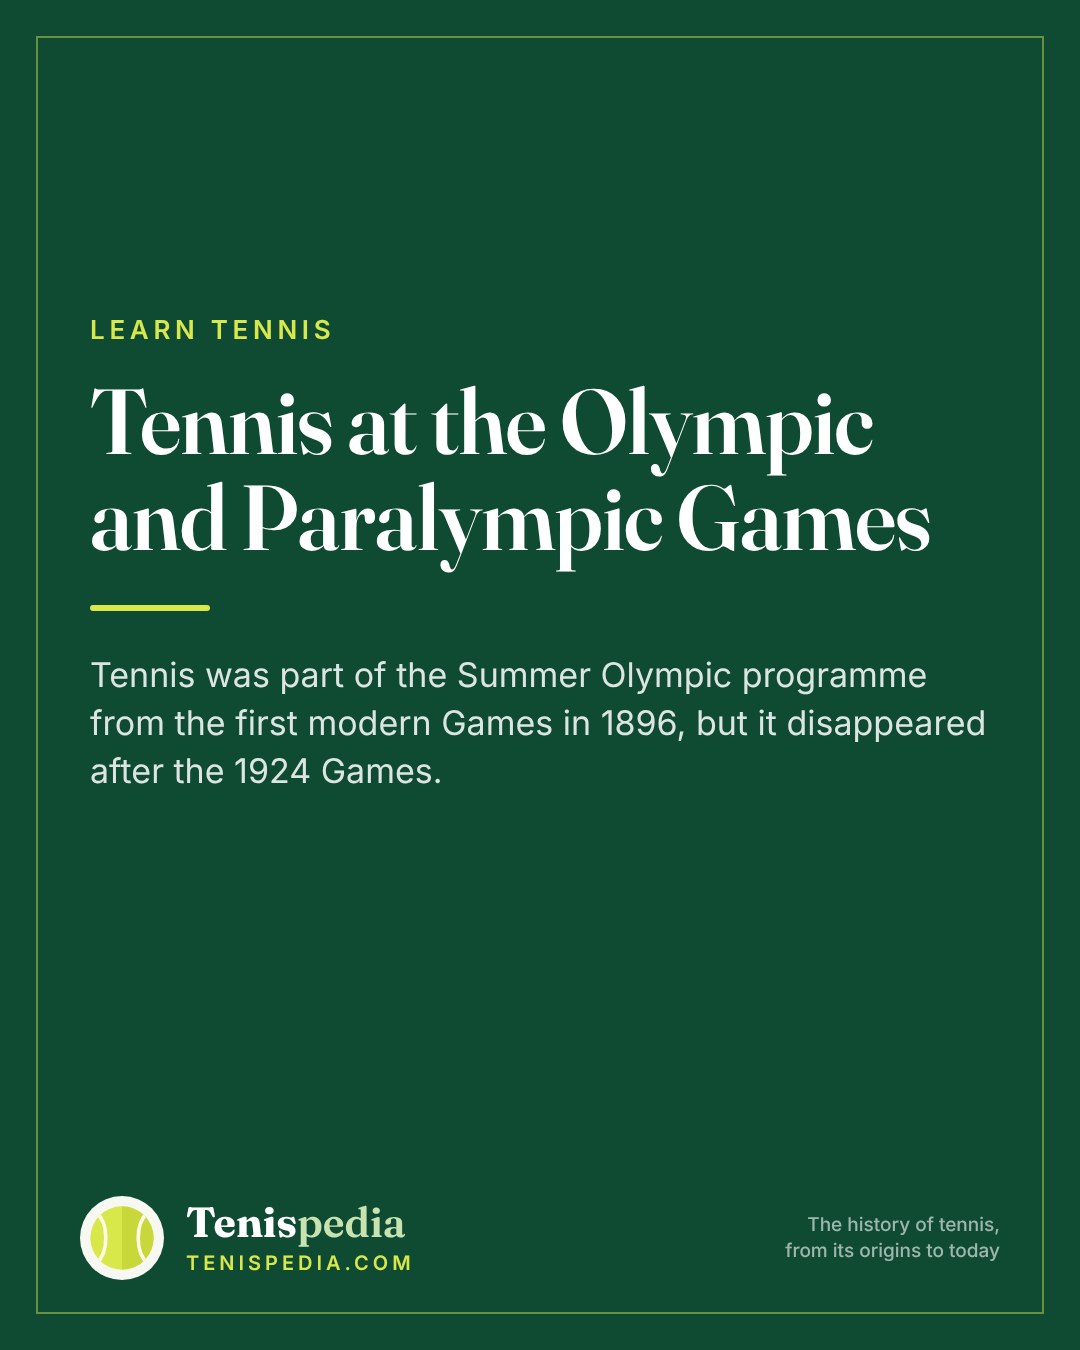 LEARN TENNIS
Tennis at the Olympic
and Paralympic Games
Tennis was part of the Summer Olympic programme
from the first modern Games in 1896, but it disappeared
after the 1924 Games.
Tenispedia
TENISPEDIA.COM
The history of tennis,
from its origins to today